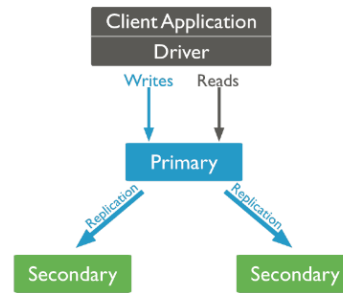 Client Application
Driver
Writes Reads
Primary
Replication Replication
Secondary Secondary